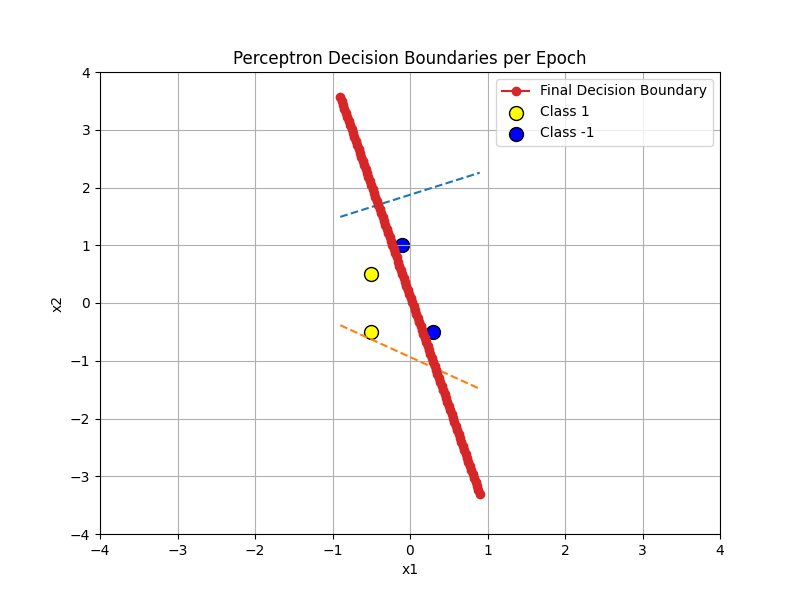 Perceptron Decision Boundaries per Epoch
Final Decision Boundary
Class 1
Class -1
4
3
2
1
0
−1
−2
−3
−4
x2
−4 −3 −2 −1 0 1 2 3 4
x1